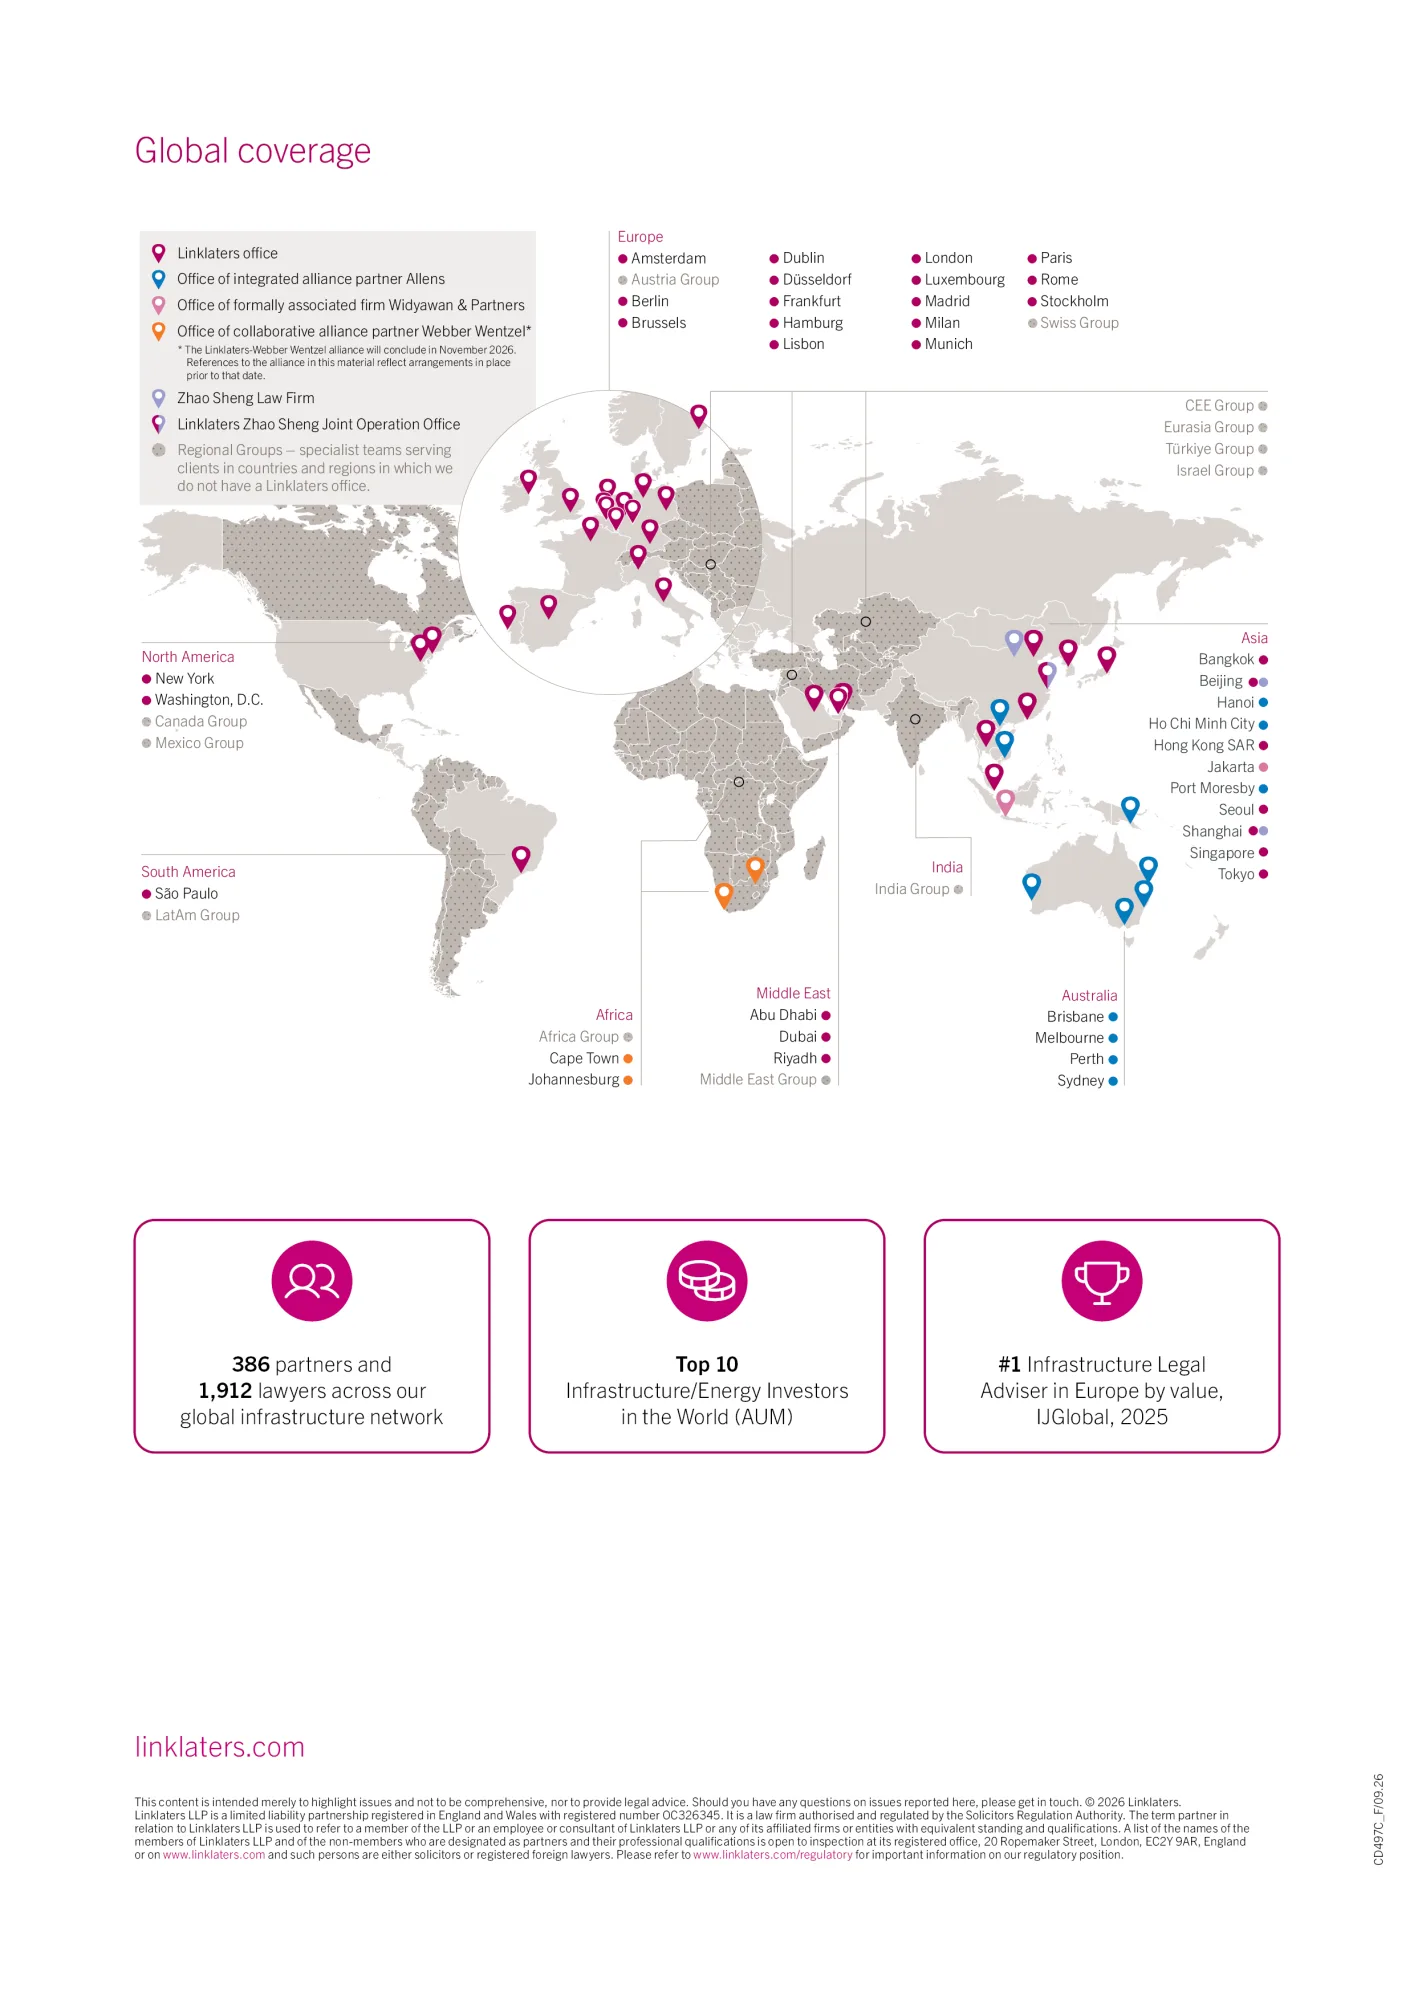 Global coverage
Linklaters office
Office of integrated alliance partner Allens
Office of formally associated firm Widyawan & Partners
Office of collaborative alliance partner Webber Wentzel*
* The Linklaters-Webber Wentzel alliance will conclude in November 2026.
References to the alliance in this material reflect arrangements in place
prior to that date.
Zhao Sheng Law Firm
Linklaters Zhao Sheng Joint Operation Office
Regional Groups – specialist teams serving
clients in countries and regions in which we
do not have a Linklaters office.
Europe
Amsterdam
Austria Group
Berlin
Brussels
Dublin
Düsseldorf
Frankfurt
Hamburg
Lisbon
London
Luxembourg
Madrid
Milan
Munich
Paris
Rome
Stockholm
Swiss Group
CEE Group
Eurasia Group
Türkiye Group
Israel Group
North America
New York
Washington, D.C.
Canada Group
Mexico Group
Asia
Bangkok
Beijing
Hanoi
Ho Chi Minh City
Hong Kong SAR
Jakarta
Port Moresby
Seoul
Shanghai
Singapore
Tokyo
South America
São Paulo
LatAm Group
India
India Group
Africa
Africa Group
Cape Town
Johannesburg
Middle East
Abu Dhabi
Dubai
Riyadh
Middle East Group
Australia
Brisbane
Melbourne
Perth
Sydney
386 partners and
1,912 lawyers across our
global infrastructure network
Top 10
Infrastructure/Energy Investors
in the World (AUM)
#1 Infrastructure Legal
Adviser in Europe by value,
IJGlobal, 2025
linklaters.com
This content is intended merely to highlight issues and not to be comprehensive, nor to provide legal advice. Should you have any questions on issues reported here, please get in touch. © 2026 Linklaters.
Linklaters LLP is a limited liability partnership registered in England and Wales with registered number OC326345. It is a law firm authorised and regulated by the Solicitors Regulation Authority. The term partner in
relation to Linklaters LLP is used to refer to a member of the LLP or an employee or consultant of Linklaters LLP or any of its affiliated firms or entities with equivalent standing and qualifications. A list of the names of the
members of Linklaters LLP and of the non-members who are designated as partners and their professional qualifications is open to inspection at its registered office, 20 Ropemaker Street, London, EC2Y 9AR, England
or on www.linklaters.com and such persons are either solicitors or registered foreign lawyers. Please refer to www.linklaters.com/regulatory for important information on our regulatory position.
CD497C_F/09.26